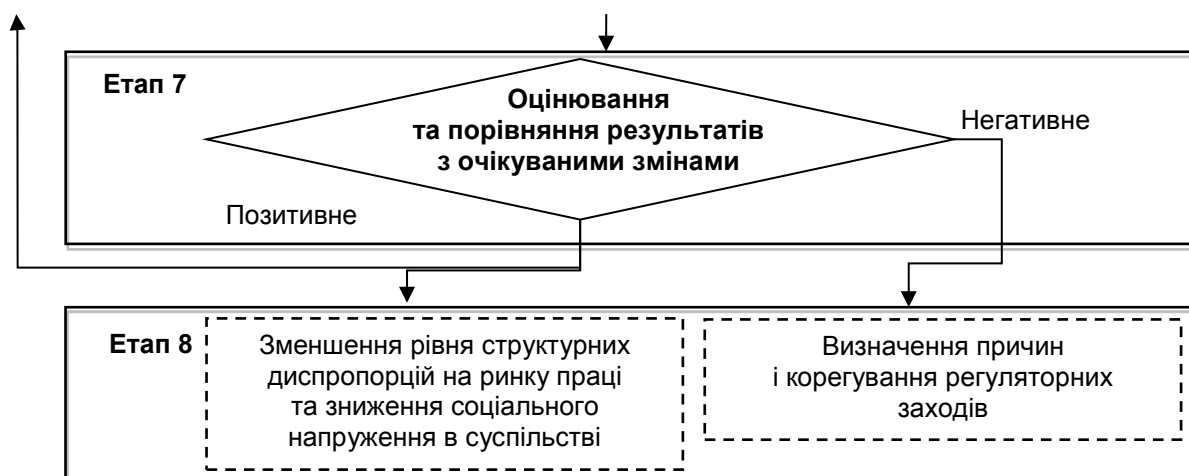 Етап 7
Оцінювання
та порівняння результатів
з очікуваними змінами
Негативне
Позитивне
Етап 8
Зменшення рівня структурних
диспропорцій на ринку праці
та зниження соціального
напруження в суспільстві
Визначення причин
і корегування регуляторних
заходів